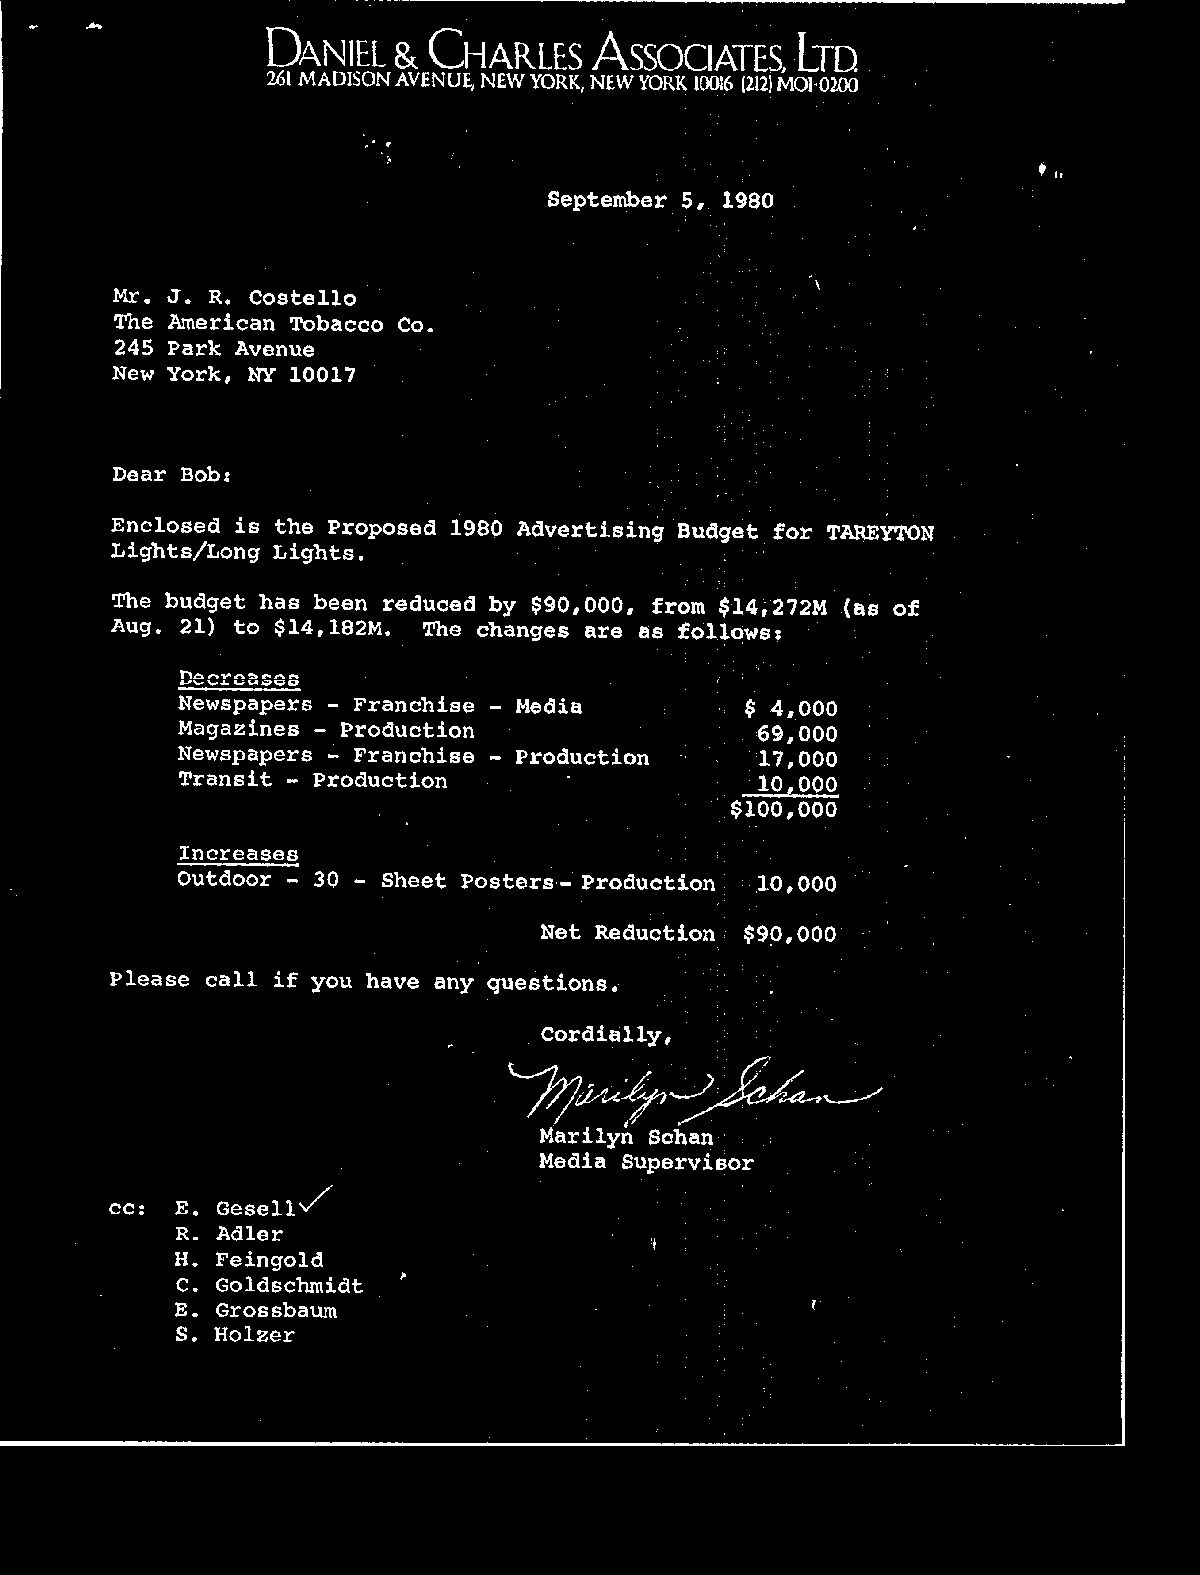 DANIEL & CHARLES ASSOCIATES, LTD.
261 MADISON AVENUE, NEW YORK, NEW YORK 10016 (212) MO1-0200
September 5, 1980
Mr. J. R. Costello
The American Tobacco Co.
245 Park Avenue
New York, NY 10017
Dear Bob:
Enclosed is the Proposed 1980 Advertising Budget for TAREYTON
Lights/Long Lights.
The budget has been reduced by $90,000, from $14,272M (as of
Aug. 21) to $14,182M. The changes are as follows:
Decreases
Newspapers - Franchise - Media $ 4,000
Magazines - Production 69,000
Newspapers - Franchise - Production 17,000
Transit - Production 10,000
$100,000
Increases
Outdoor - 30 - Sheet Posters - Production 10,000
Net Reduction $90,000
Please call if you have any questions.
Cordially,
Marilyn Schan
Marilyn Schan
Media Supervisor
cc: E. Gesell ✓
R. Adler
H. Feingold
C. Goldschmidt
E. Grossbaum
S. Holzer